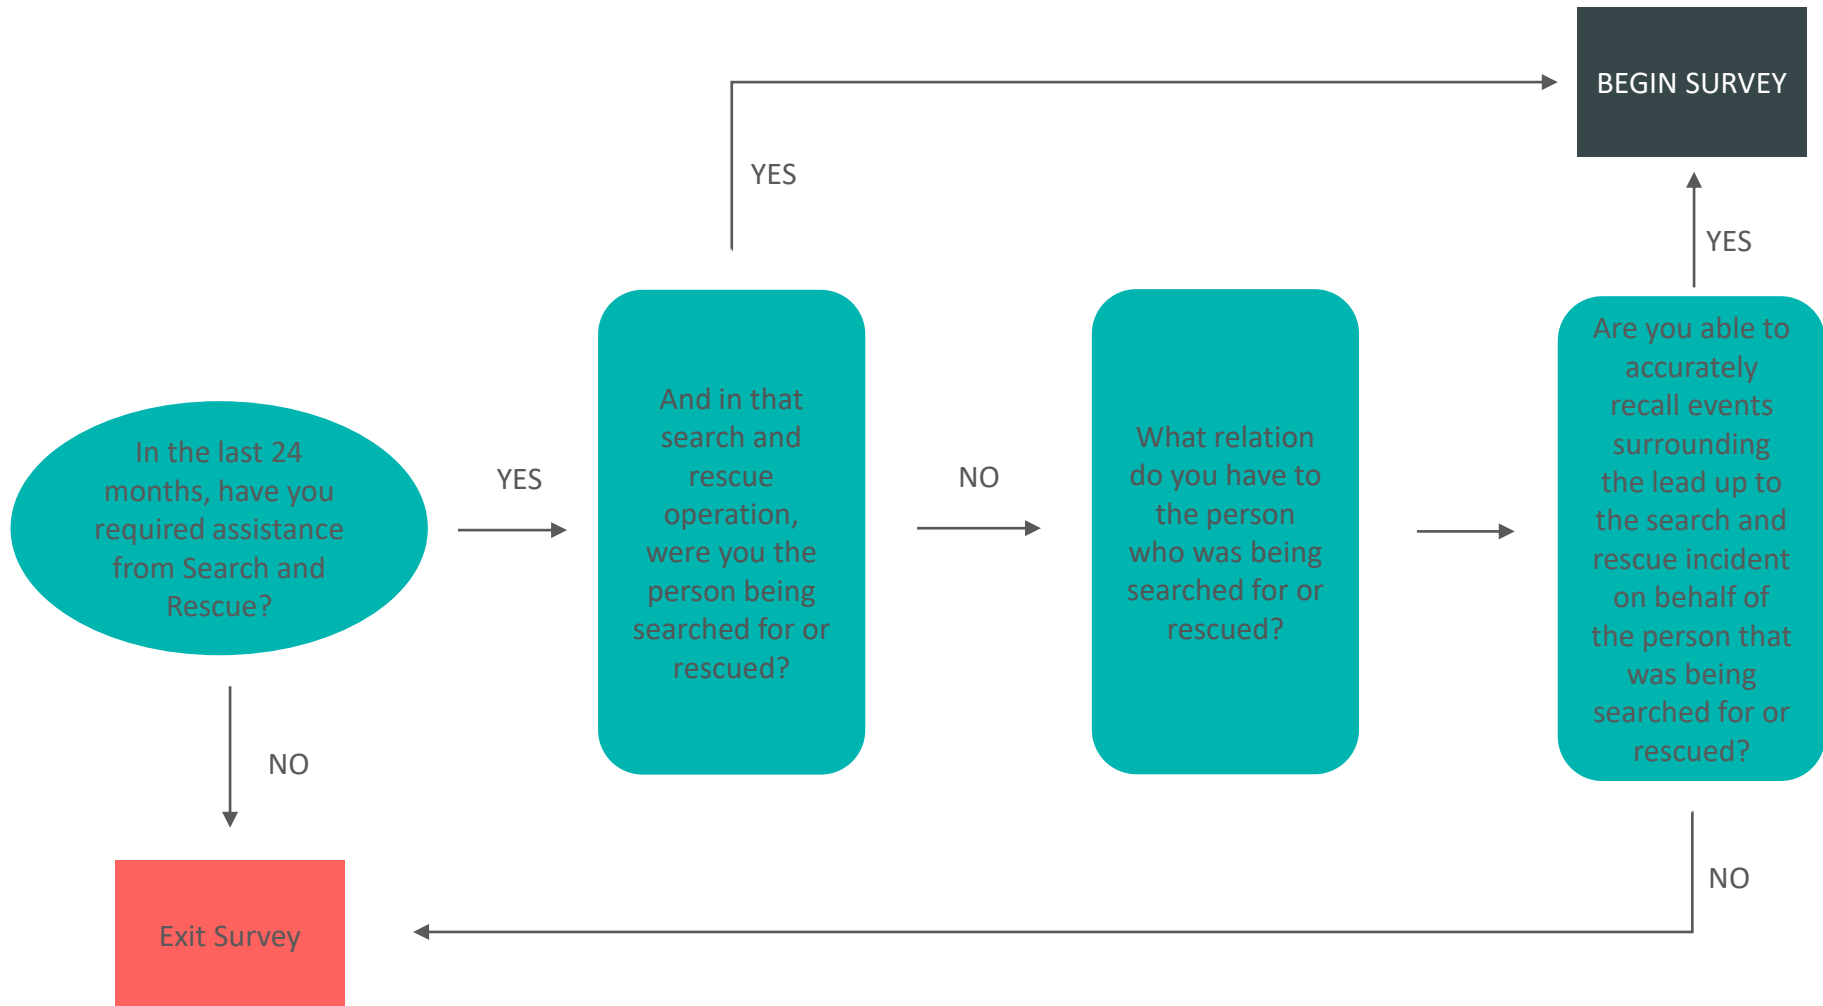 BEGIN SURVEY
YES
YES
In the last 24
months, have you
required assistance
from Search and
Rescue?
YES
And in that
search and
rescue
operation,
were you the
person being
searched for or
rescued?
NO
What relation
do you have to
the person
who was being
searched for or
rescued?
Are you able to
accurately
recall events
surrounding
the lead up to
the search and
rescue incident
on behalf of
the person that
was being
searched for or
rescued?
NO
NO
Exit Survey